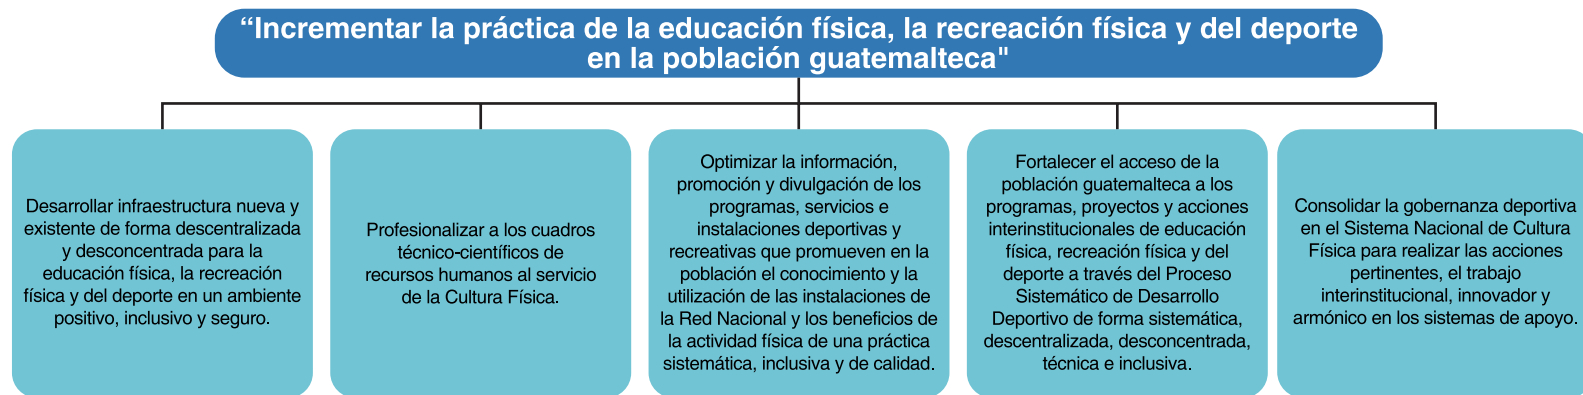 “Incrementar la práctica de la educación física, la recreación física y del deporte
en la población guatemalteca"
Desarrollar infraestructura nueva y
existente de forma descentralizada
y desconcentrada para la
educación física, la recreación
física y del deporte en un ambiente
positivo, inclusivo y seguro.
Profesionalizar a los cuadros
técnico-científicos de
recursos humanos al servicio
de la Cultura Física.
Optimizar la información,
promoción y divulgación de los
programas, servicios e
instalaciones deportivas y
recreativas que promueven en la
población el conocimiento y la
utilización de las instalaciones de
la Red Nacional y los beneficios de
la actividad física de una práctica
sistemática, inclusiva y de calidad.
Fortalecer el acceso de la
población guatemalteca a los
programas, proyectos y acciones
interinstitucionales de educación
física, recreación física y del
deporte a través del Proceso
Sistemático de Desarrollo
Deportivo de forma sistemática,
descentralizada, desconcentrada,
técnica e inclusiva.
Consolidar la gobernanza deportiva
en el Sistema Nacional de Cultura
Física para realizar las acciones
pertinentes, el trabajo
interinstitucional, innovador y
armónico en los sistemas de apoyo.